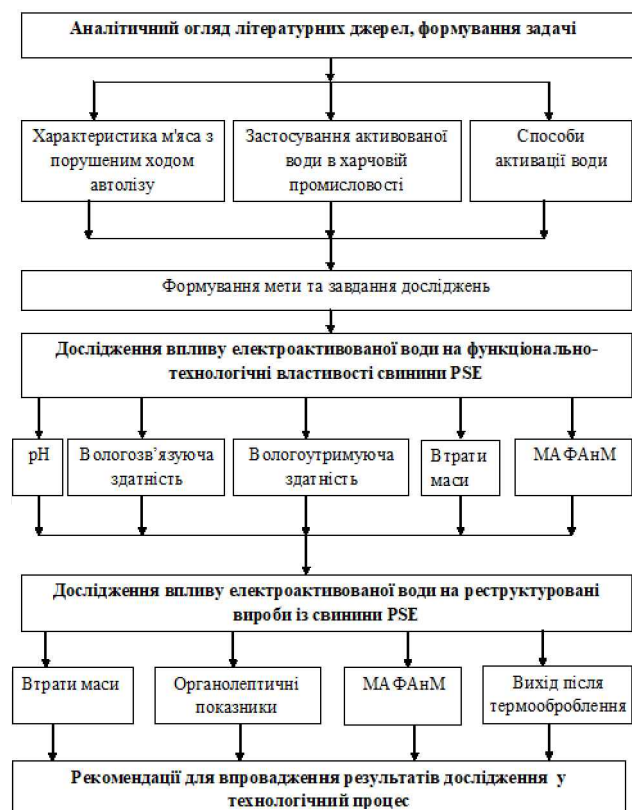 Аналітичний огляд літературних джерел, формування задачі
Характеристика м'яса з
порушеним ходом
автолізу
Застосування активованої
води в харчовій
промисловості
Способи
активації води
Формування мети та завдання досліджень
Дослідження впливу електроактивованої води на функціонально-
технологічні властивості свинини PSE
рН
Вологозв’язуюча
здатність
Вологоутримуюча
здатність
Втрати
маси
МАФАнМ
Дослідження впливу електроактивованої води на реструктуровані
вироби із свинини PSE
Втрати маси
Органолептичні
показники
МАФАнМ
Вихід після
термооброблення
Рекомендації для впровадження результатів дослідження у
технологічний процес